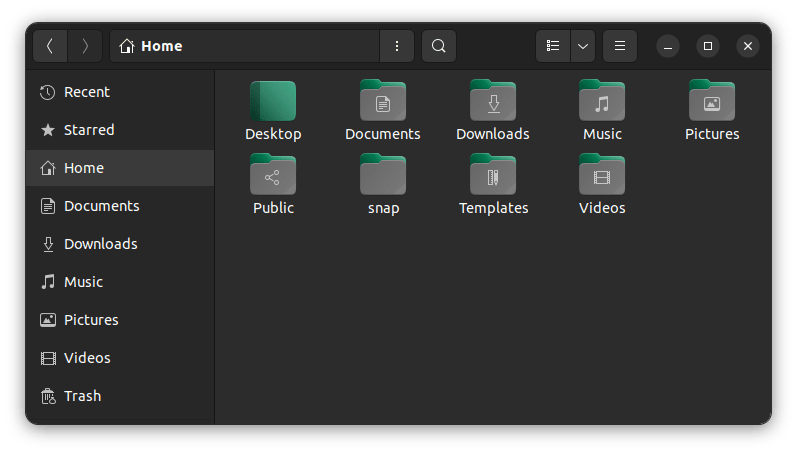 Home
Recent
Starred
Home
Documents
Downloads
Music
Pictures
Videos
Trash
Desktop Documents Downloads Music Pictures
Public snap Templates Videos